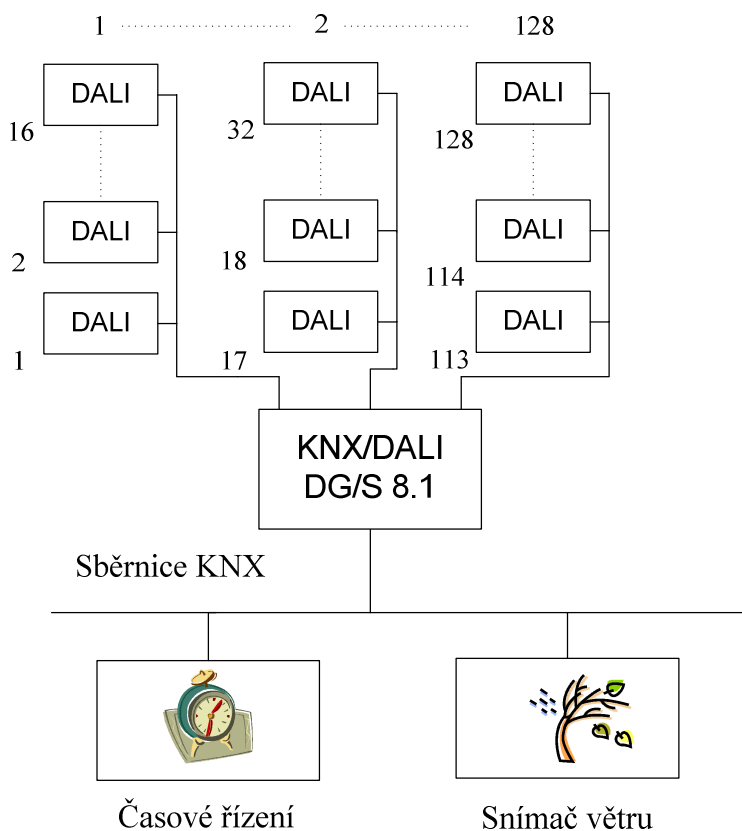 1 2 128
DALI DALI DALI
16 32 128
DALI DALI DALI
2 18 114
DALI DALI DALI
1 17 113
KNX/DALI
DG/S 8.1
Sběrnice KNX
Časové řízení Snímač větru